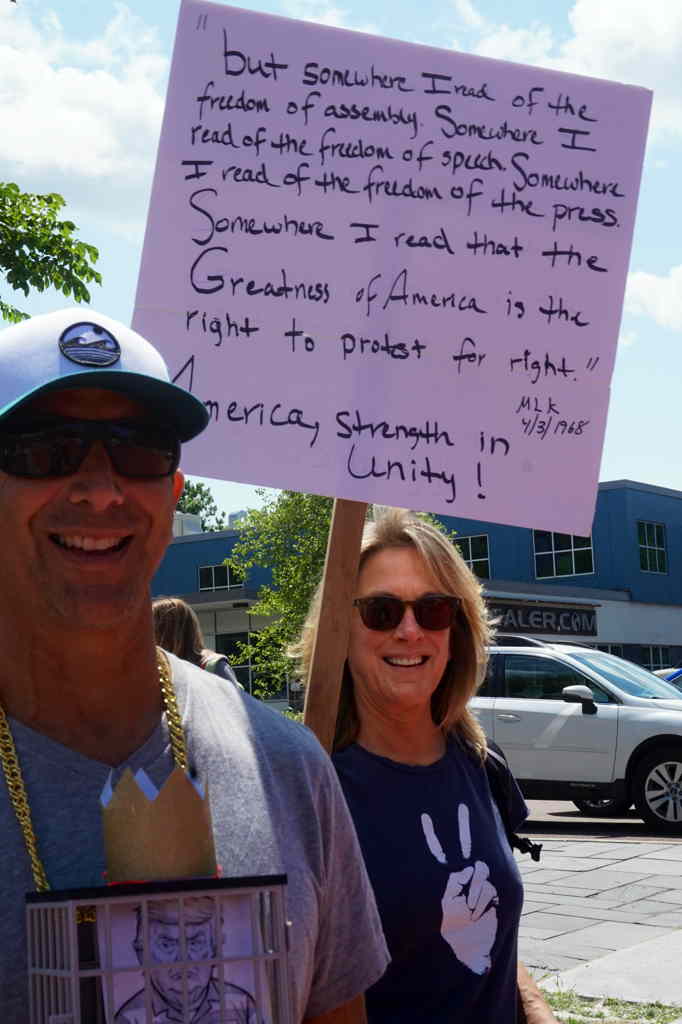 "but somewhere I read of the
freedom of assembly. Somewhere I
read of the freedom of speech. Somewhere
I read of the freedom of the press.
Somewhere I read that the
Greatness of America is the
right to protest for right."
MLK
4/3/1968
America, strength in
Unity!
ALER.COM